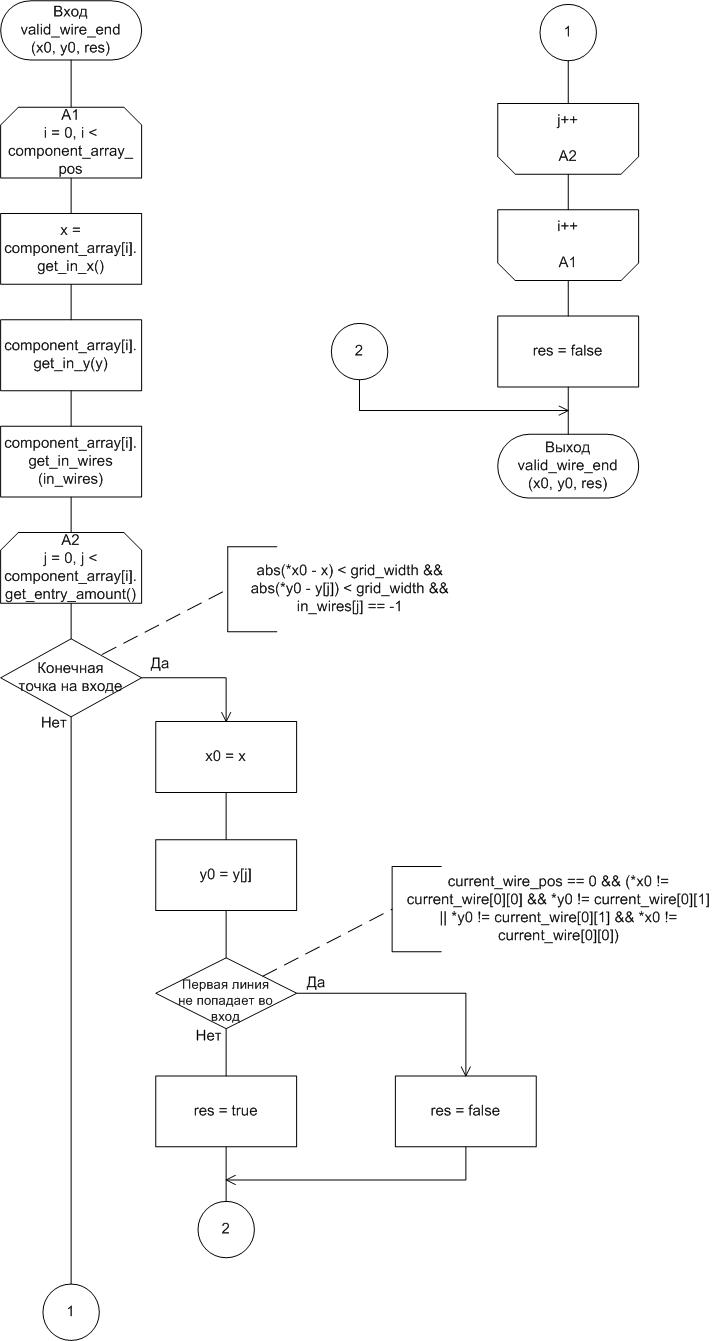 Вход
valid_wire_end
(x0, y0, res)
A1
i = 0, i <
component_array_
pos
x =
component_array[i].
get_in_x()
component_array[i].
get_in_y(y)
component_array[i].
get_in_wires
(in_wires)
A2
j = 0, j <
component_array[i].
get_entry_amount()
abs(*x0 - x) < grid_width &&
abs(*y0 - y[j]) < grid_width &&
in_wires[j] == -1
Конечная
точка на входе
Да
Нет
x0 = x
y0 = y[j]
current_wire_pos == 0 && (*x0 !=
current_wire[0][0] && *y0 != current_wire[0][1]
|| *y0 != current_wire[0][1] && *x0 !=
current_wire[0][0])
Первая линия
не попадает во
вход
Да
Нет
res = true
res = false
2
1
1
j++
A2
i++
A1
res = false
2
Выход
valid_wire_end
(x0, y0, res)